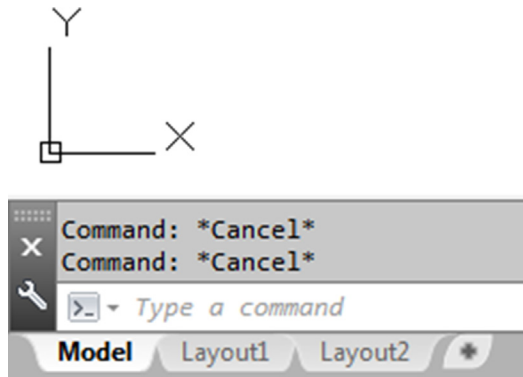 Y
X
Command: *Cancel*
Command: *Cancel*
Type a command
Model Layout1 Layout2